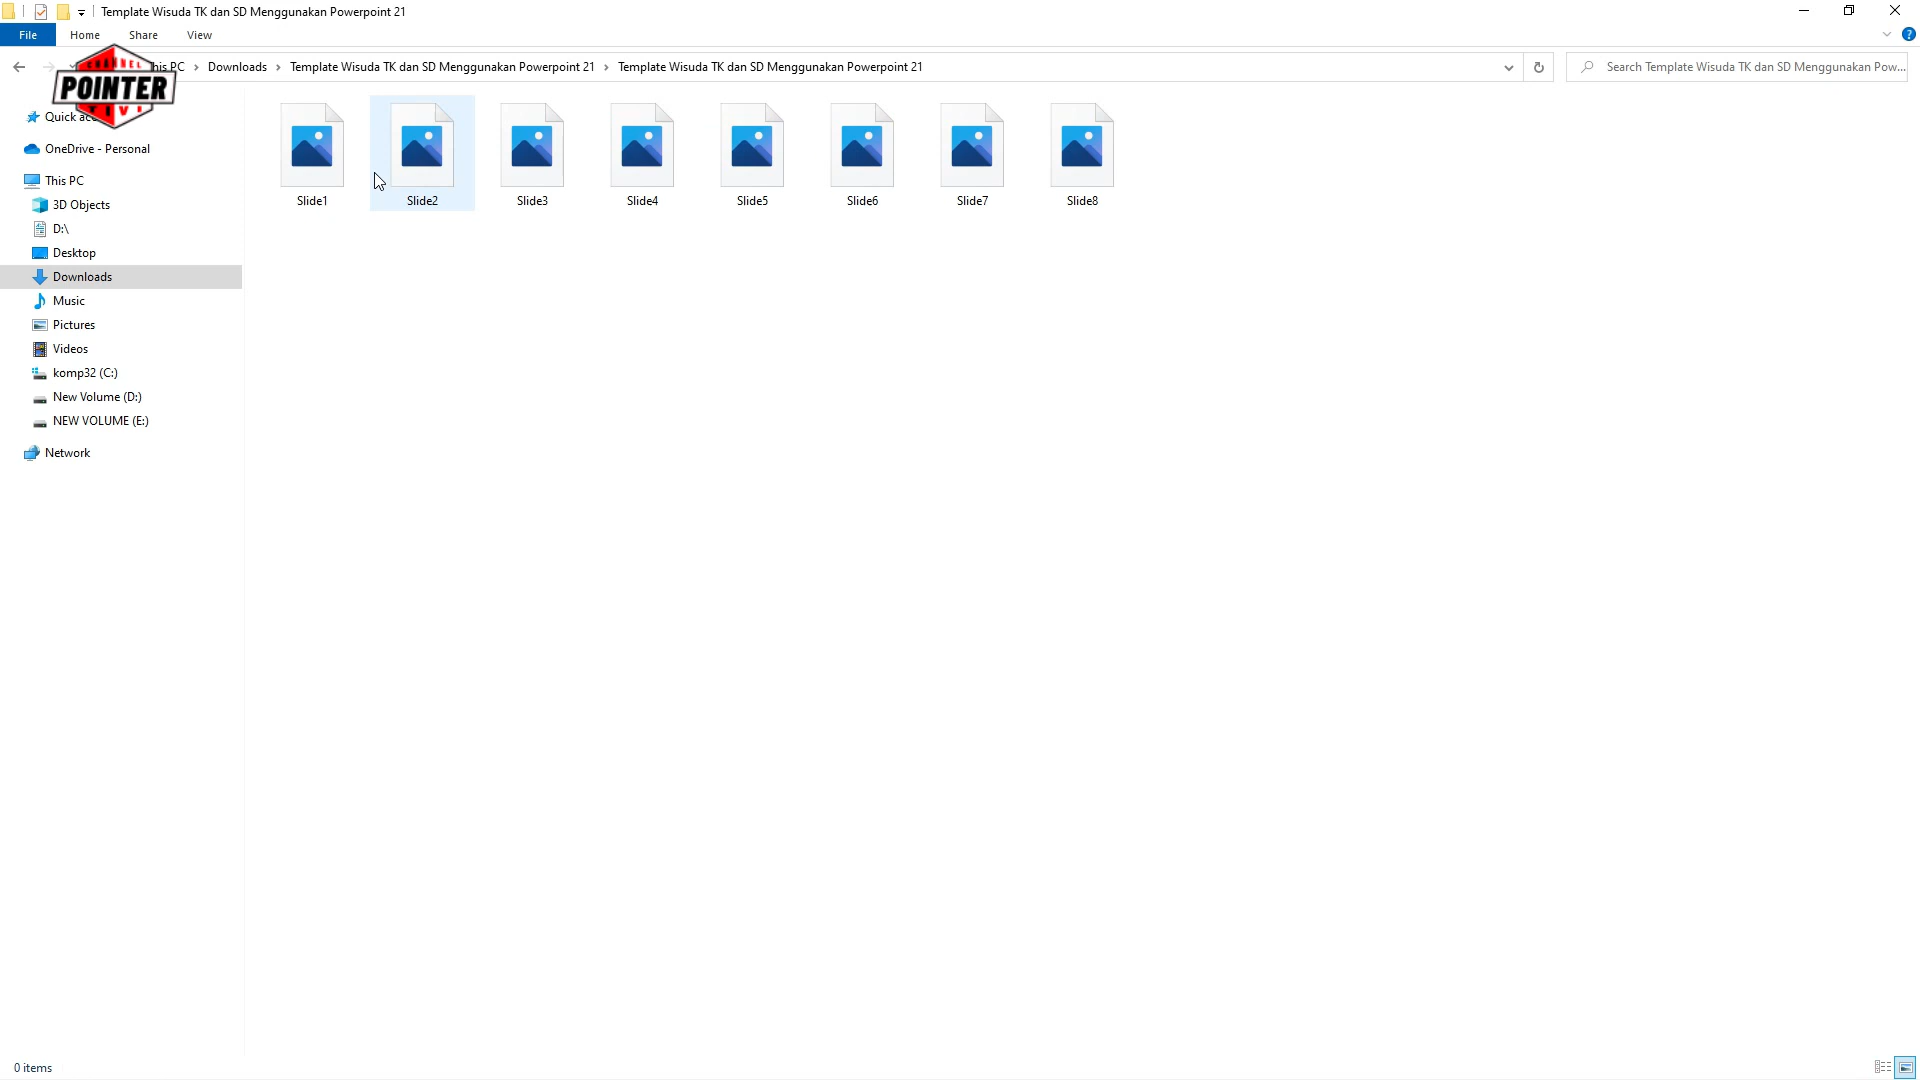 Template Wisuda TK dan SD Menggunakan Powerpoint 21
File Home Share View
CHANNEL
POINTER
TIVI
his PC > Downloads > Template Wisuda TK dan SD Menggunakan Powerpoint 21 > Template Wisuda TK dan SD Menggunakan Powerpoint 21
Search Template Wisuda TK dan SD Menggunakan Pow...
Quick ac
OneDrive - Personal
This PC
3D Objects
D:\
Desktop
Downloads
Music
Pictures
Videos
komp32 (C:)
New Volume (D:)
NEW VOLUME (E:)
Network
Slide1 Slide2 Slide3 Slide4 Slide5 Slide6 Slide7 Slide8
0 items